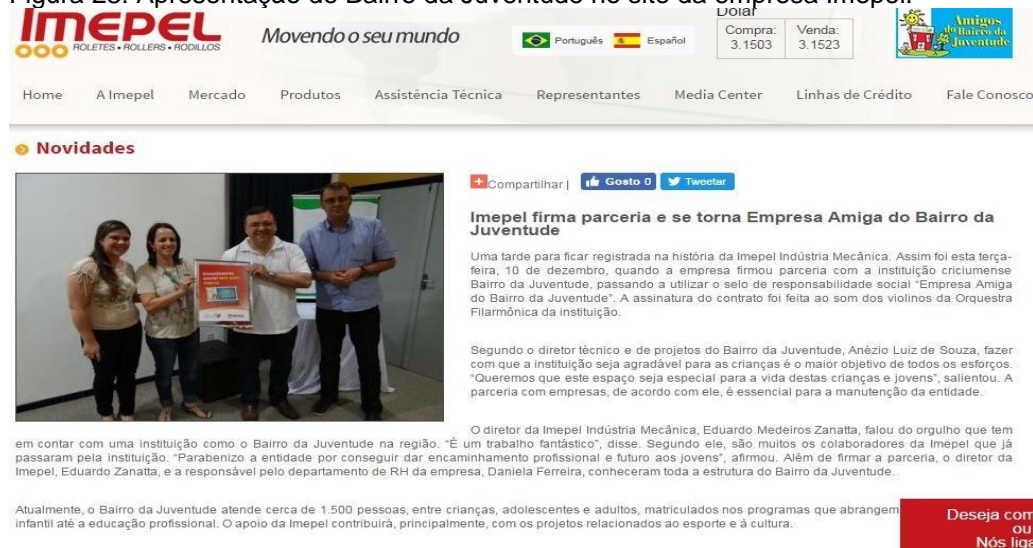 Figura 25: Apresentação do Bairro da Juventude no site da empresa Imepel.
IMEPEL
ROLETES • ROLLERS • RODILLOS
Movendo o seu mundo
Português
Español
Dolar
Compra:
3.1503
Venda:
3.1523
Amigos
do Bairro da
Juventude
Home A Imepel Mercado Produtos Assistência Técnica Representantes Media Center Linhas de Crédito Fale Conosco
Novidades
Compartilhar | Gosto 0 Tweetar
Imepel firma parceria e se torna Empresa Amiga do Bairro da
Juventude
Uma tarde para ficar registrada na história da Imepel Indústria Mecânica. Assim foi esta terça-
feira, 10 de dezembro, quando a empresa firmou parceria com a instituição criciumense
Bairro da Juventude, passando a utilizar o selo de responsabilidade social "Empresa Amiga
do Bairro da Juventude". A assinatura do contrato foi feita ao som dos violinos da Orquestra
Filarmônica da instituição.
Segundo o diretor técnico e de projetos do Bairro da Juventude, Anézio Luiz de Souza, fazer
com que a instituição seja agradável para as crianças é o maior objetivo de todos os esforços.
"Queremos que este espaço seja especial para a vida destas crianças e jovens", salientou. A
parceria com empresas, de acordo com ele, é essencial para a manutenção da entidade.
O diretor da Imepel Indústria Mecânica, Eduardo Medeiros Zanatta, falou do orgulho que tem
em contar com uma instituição como o Bairro da Juventude na região. "É um trabalho fantástico", disse. Segundo ele, são muitos os colaboradores da Imepel que já
passaram pela instituição. "Parabenizo a entidade por conseguir dar encaminhamento profissional e futuro aos jovens", afirmou. Além de firmar a parceria, o diretor da
Imepel, Eduardo Zanatta, e a responsável pelo departamento de RH da empresa, Daniela Ferreira, conheceram toda a estrutura do Bairro da Juventude.
Atualmente, o Bairro da Juventude atende cerca de 1.500 pessoas, entre crianças, adolescentes e adultos, matriculados nos programas que abrangem
infantil até a educação profissional. O apoio da Imepel contribuirá, principalmente, com os projetos relacionados ao esporte e à cultura.
Deseja com
ou
Nós liga